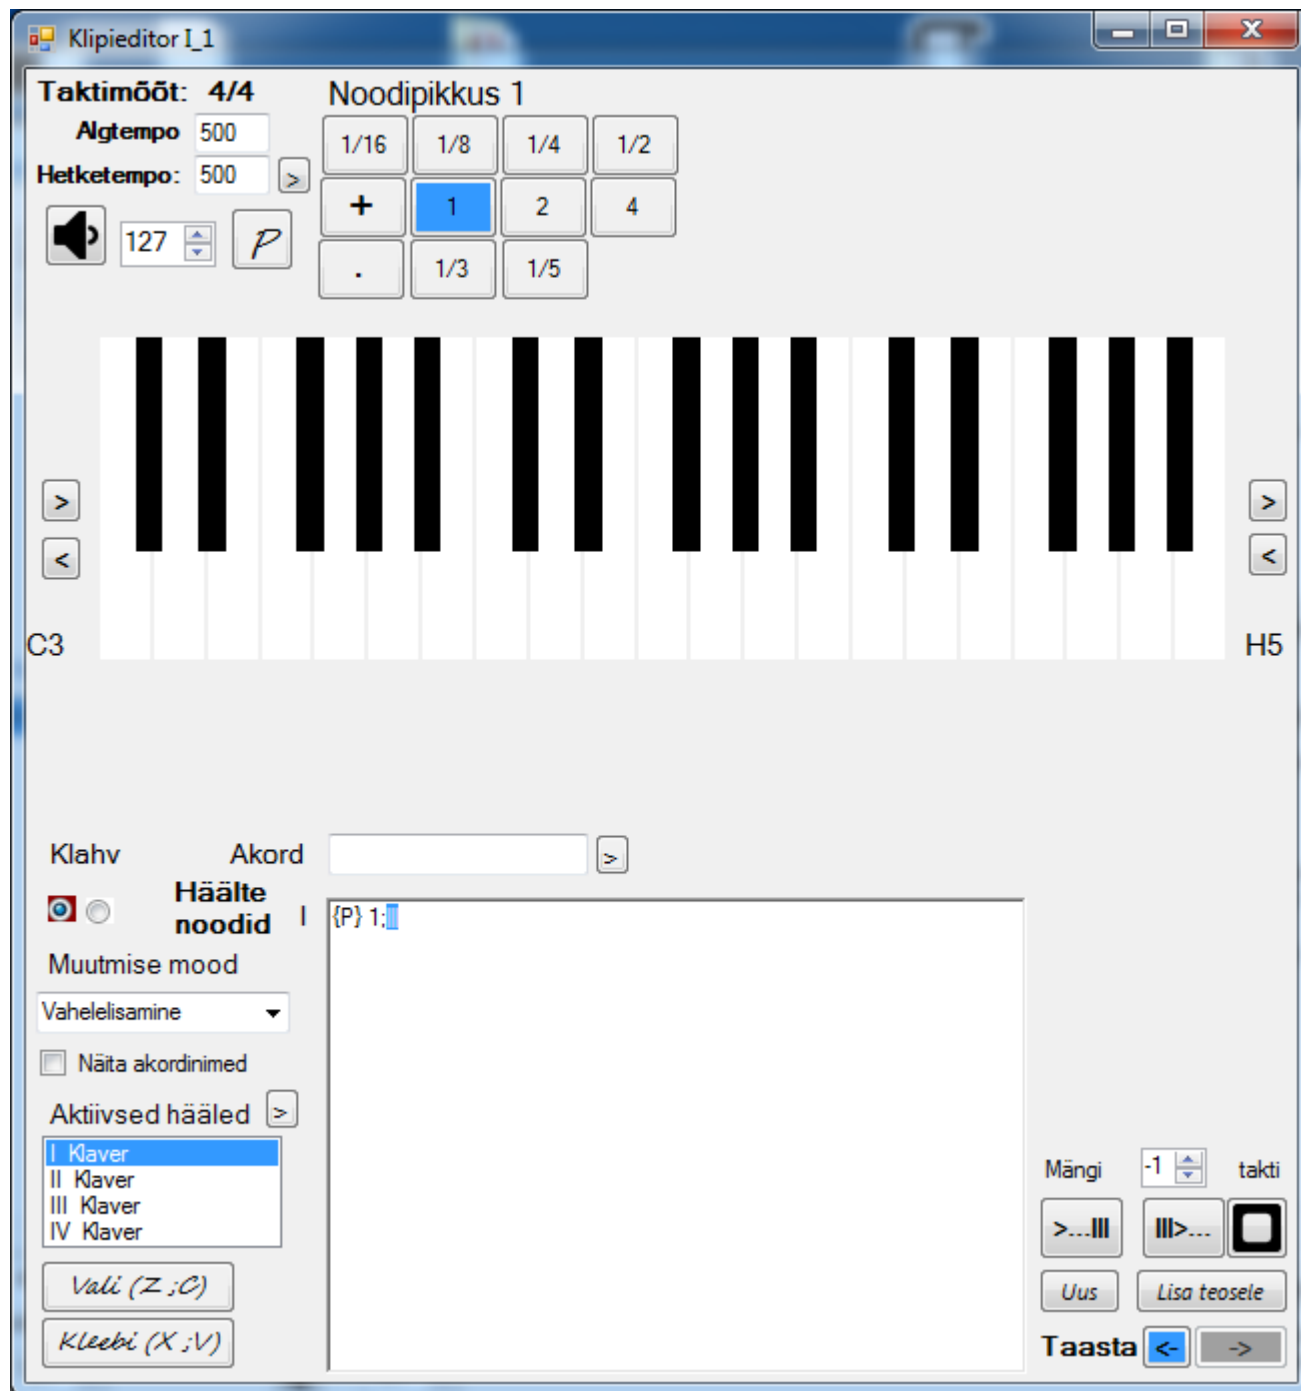 Klipieditor I_1
Taktimõõt: 4/4
Noodipikkus 1
Algtempo 500
Hetketempo: 500 >
1/16 1/8 1/4 1/2
+ 1 2 4
. 1/3 1/5
127 P
>
<
>
<
C3
H5
Klahv
Akord
>
Häälte
noodid
I
{P} 1;|||
Muutmise mood
Vahelelisamine
Näita akordinimed
Aktiivsed hääled >
I Klaver
II Klaver
III Klaver
IV Klaver
Vali (Z ;C)
Kleebi (X ;V)
Mängi -1 takti
>...III III>...
Uus Lisa teosele
Taasta <- ->